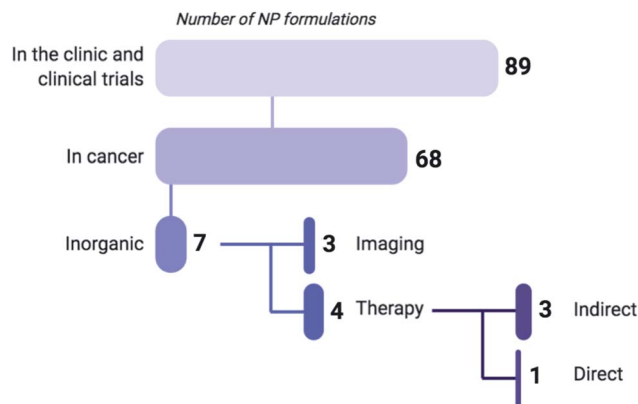 Number of NP formulations
In the clinic and
clinical trials
89
In cancer
68
Inorganic
7
3
Imaging
4
Therapy
3
Indirect
1
Direct